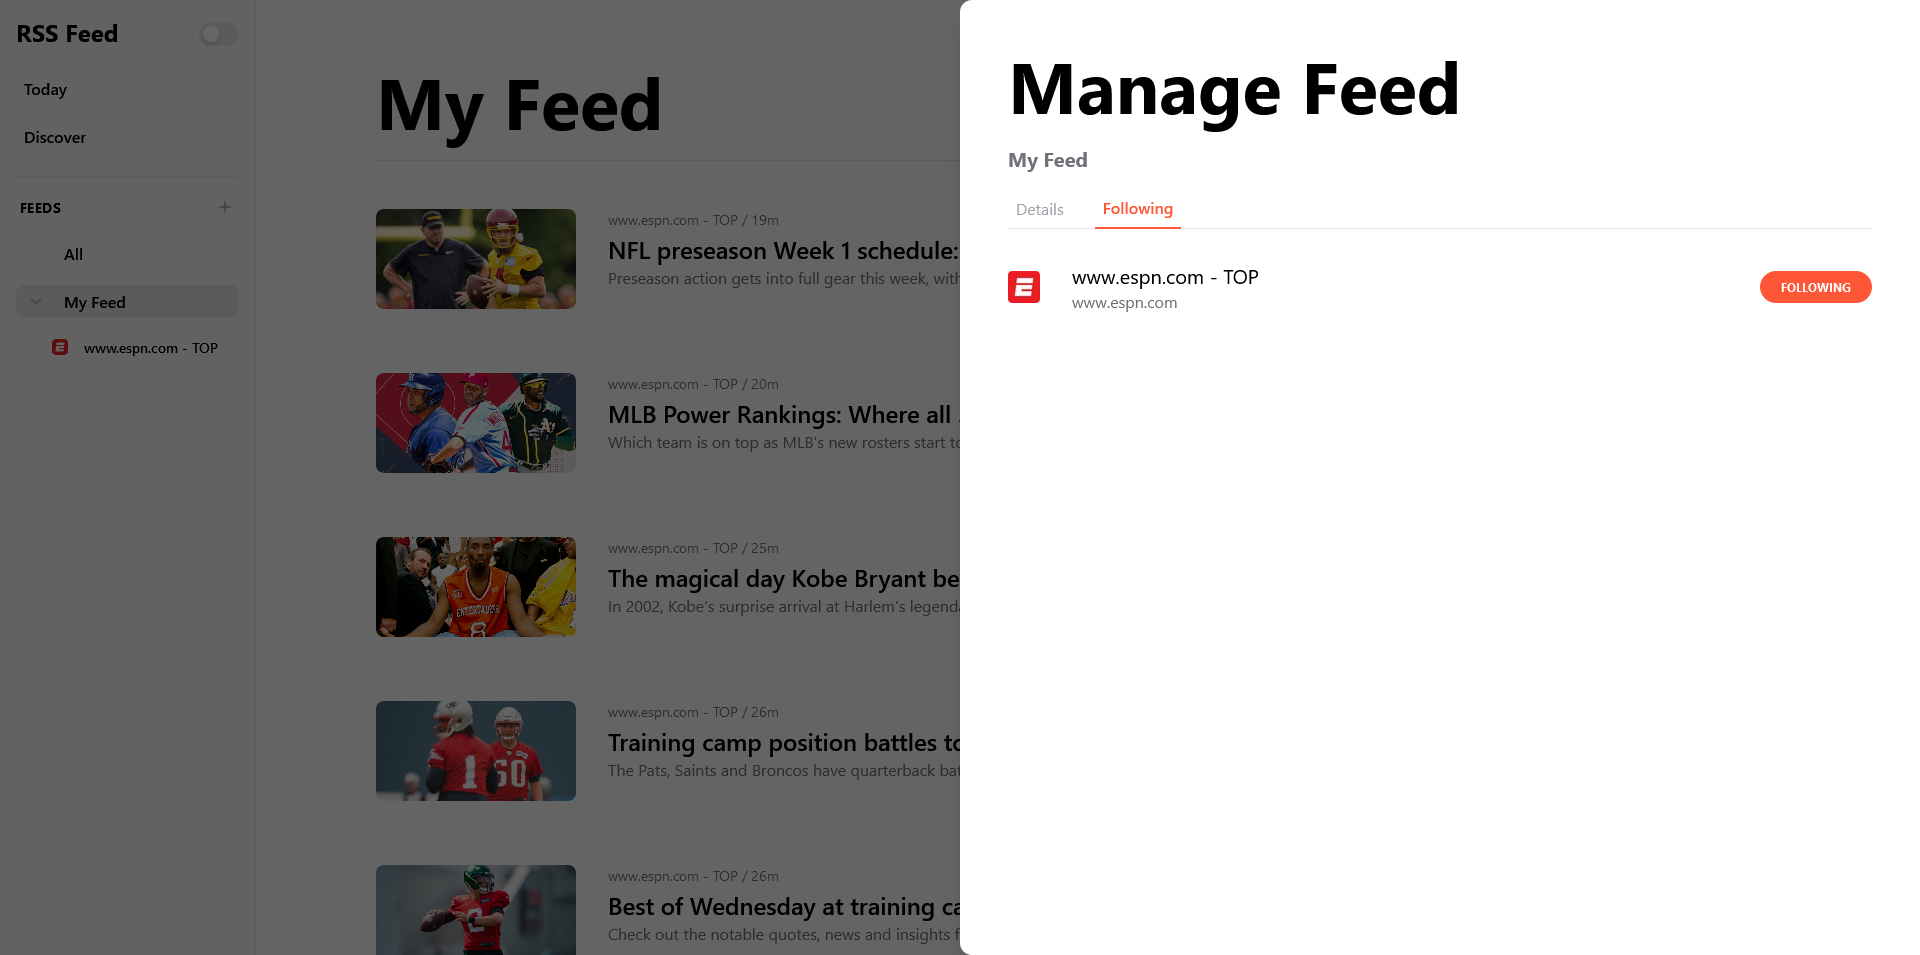 RSS Feed
Today
Discover
FEEDS
All
My Feed
www.espn.com - TOP
My Feed
www.espn.com - TOP / 19m
NFL preseason Week 1 schedule:
Preseason action gets into full gear this week, with
www.espn.com - TOP / 20m
MLB Power Rankings: Where all
Which team is on top as MLB's new rosters start to
www.espn.com - TOP / 25m
The magical day Kobe Bryant be
In 2002, Kobe's surprise arrival at Harlem's legenda
ENTERTAINERS
8
www.espn.com - TOP / 26m
Training camp position battles to
The Pats, Saints and Broncos have quarterback bat
1
60
www.espn.com - TOP / 26m
Best of Wednesday at training ca
Check out the notable quotes, news and insights f
2
Manage Feed
My Feed
Details
Following
www.espn.com - TOP
www.espn.com
FOLLOWING